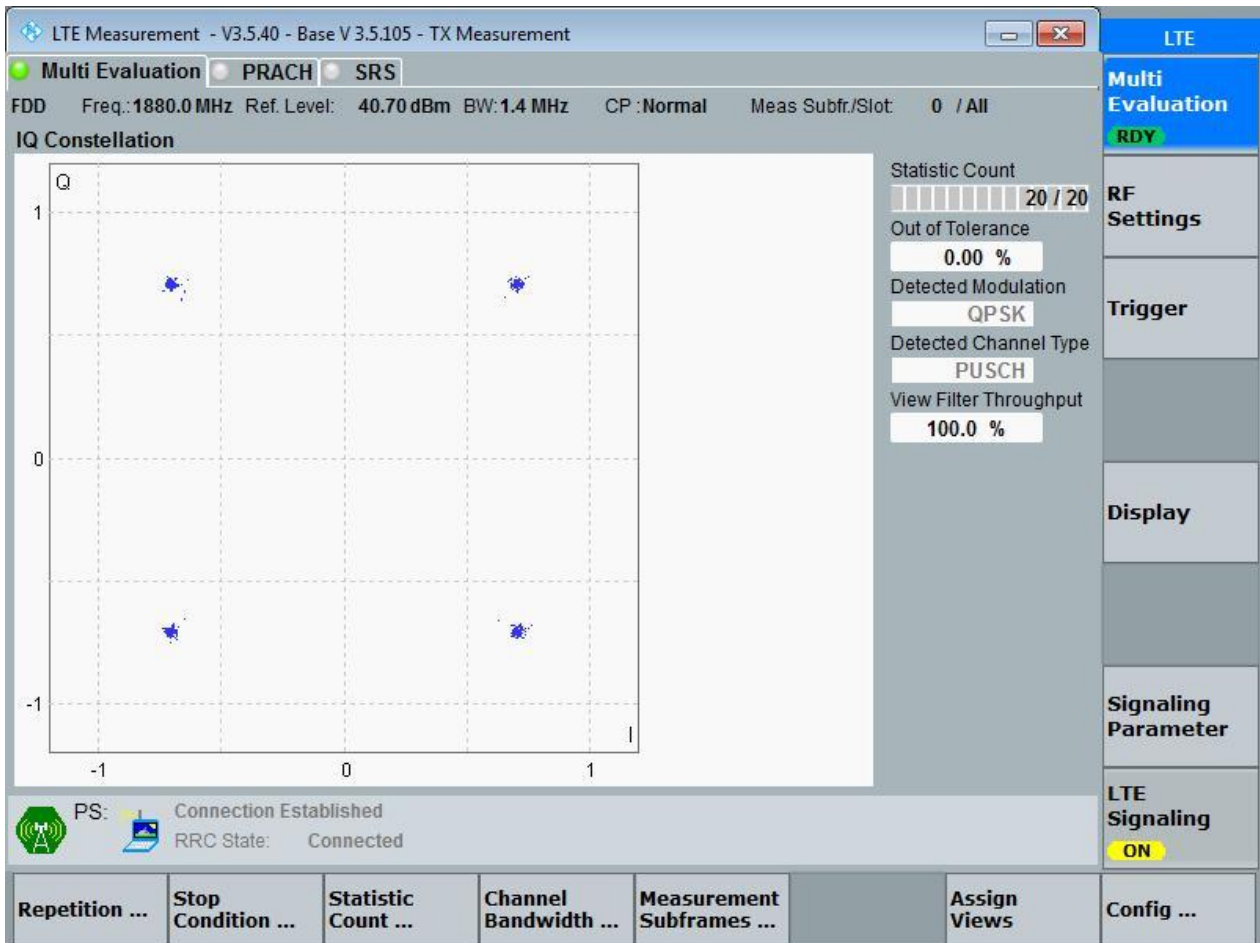 LTE Measurement - V3.5.40 - Base V 3.5.105 - TX Measurement
LTE
Multi Evaluation PRACH SRS
Multi
Evaluation
RDY
FDD Freq.:1880.0 MHz Ref. Level: 40.70 dBm BW:1.4 MHz CP :Normal Meas Subfr./Slot: 0 / All
IQ Constellation
Q
1
0
-1
I
-1 0 1
Statistic Count
20 / 20
Out of Tolerance
0.00 %
Detected Modulation
QPSK
Detected Channel Type
PUSCH
View Filter Throughput
100.0 %
RF
Settings
Trigger
Display
Signaling
Parameter
LTE
Signaling
ON
PS: Connection Established
RRC State: Connected
Repetition ...
Stop
Condition ...
Statistic
Count ...
Channel
Bandwidth ...
Measurement
Subframes ...
Assign
Views
Config ...